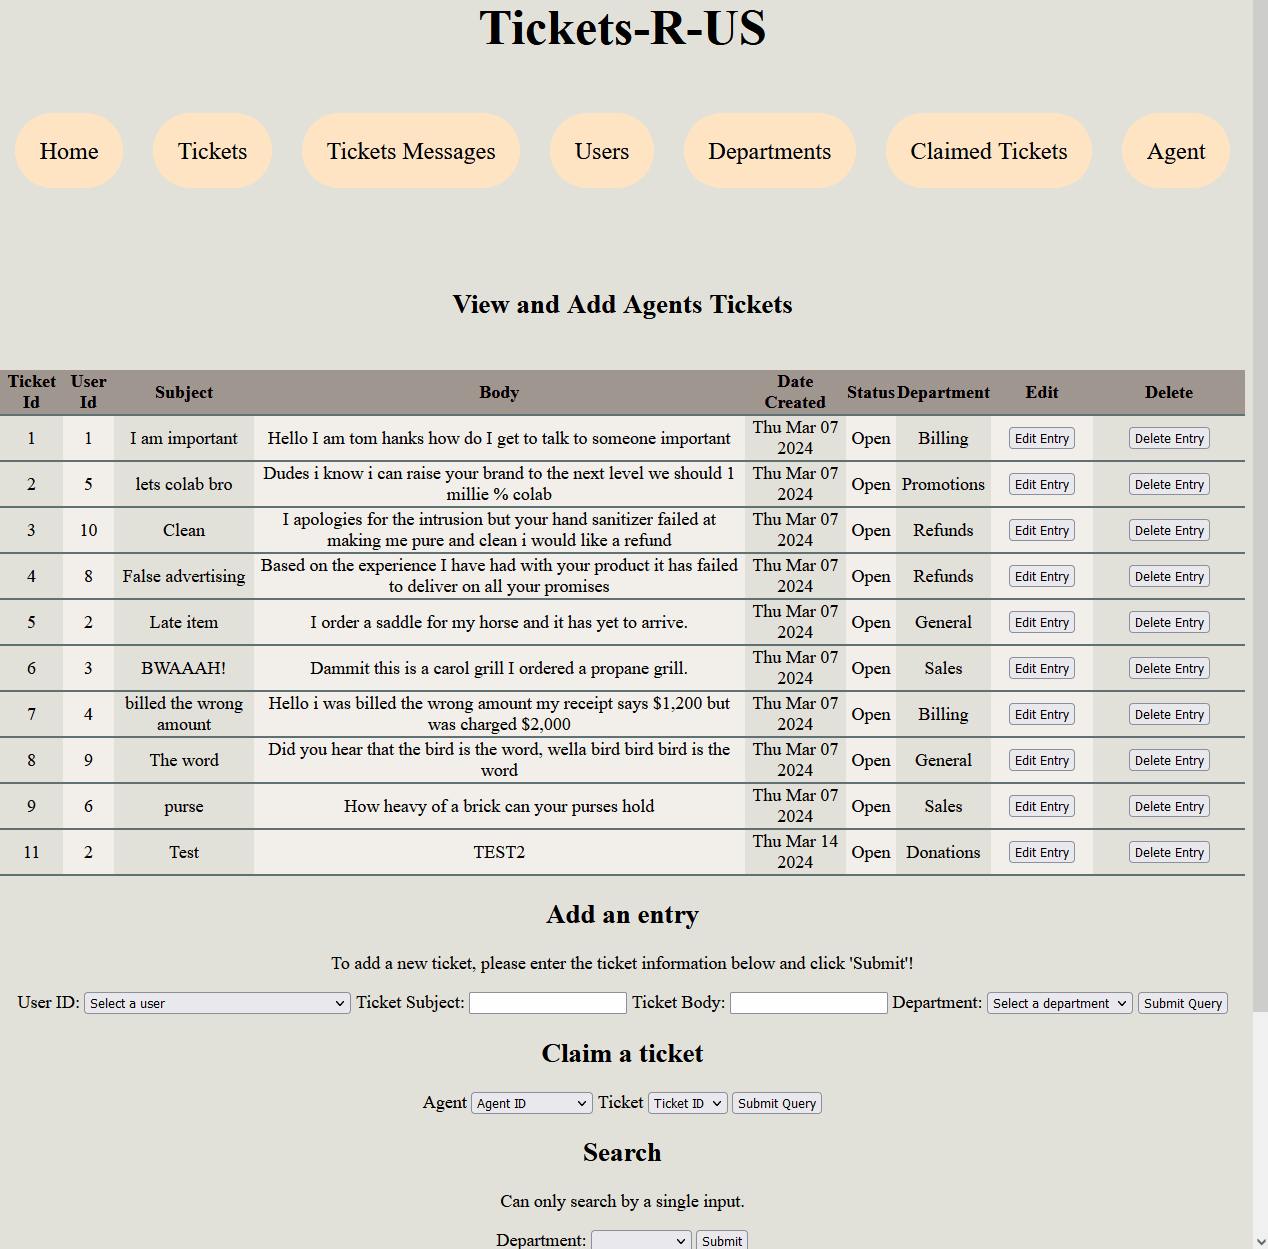 Tickets-R-US
Home Tickets Tickets Messages Users Departments Claimed Tickets Agent
View and Add Agents Tickets
Ticket Id User Id Subject Body Date Created Status Department Edit Delete
1 1 I am important Hello I am tom hanks how do I get to talk to someone important Thu Mar 07 2024 Open Billing Edit Entry Delete Entry
2 5 lets colab bro Dudes i know i can raise your brand to the next level we should 1 millie % colab Thu Mar 07 2024 Open Promotions Edit Entry Delete Entry
3 10 Clean I apologies for the intrusion but your hand sanitizer failed at making me pure and clean i would like a refund Thu Mar 07 2024 Open Refunds Edit Entry Delete Entry
4 8 False advertising Based on the experience I have had with your product it has failed to deliver on all your promises Thu Mar 07 2024 Open Refunds Edit Entry Delete Entry
5 2 Late item I order a saddle for my horse and it has yet to arrive. Thu Mar 07 2024 Open General Edit Entry Delete Entry
6 3 BWAAAH! Dammit this is a carol grill I ordered a propane grill. Thu Mar 07 2024 Open Sales Edit Entry Delete Entry
7 4 billed the wrong amount Hello i was billed the wrong amount my receipt says $1,200 but was charged $2,000 Thu Mar 07 2024 Open Billing Edit Entry Delete Entry
8 9 The word Did you hear that the bird is the word, wella bird bird bird is the word Thu Mar 07 2024 Open General Edit Entry Delete Entry
9 6 purse How heavy of a brick can your purses hold Thu Mar 07 2024 Open Sales Edit Entry Delete Entry
11 2 Test TEST2 Thu Mar 14 2024 Open Donations Edit Entry Delete Entry
Add an entry
To add a new ticket, please enter the ticket information below and click 'Submit'!
User ID: Select a user Ticket Subject: Ticket Body: Department: Select a department Submit Query
Claim a ticket
Agent Agent ID Ticket Ticket ID Submit Query
Search
Can only search by a single input.
Department: Submit